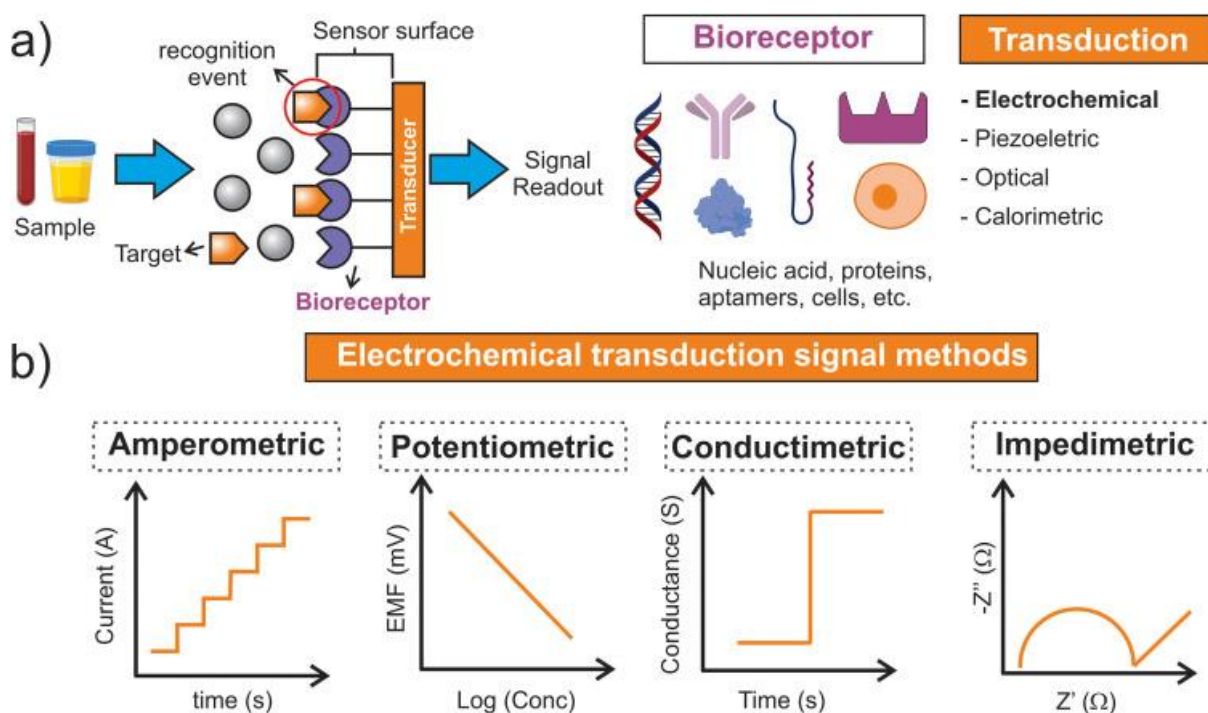 a)
Sample
recognition
event
Sensor surface
Target
Bioreceptor
Transducer
Signal
Readout
Bioreceptor
Nucleic acid, proteins,
aptamers, cells, etc.
Transduction
- Electrochemical
- Piezoeletric
- Optical
- Calorimetric
b)
Electrochemical transduction signal methods
Amperometric
Current (A)
time (s)
Potentiometric
EMF (mV)
Log (Conc)
Conductimetric
Conductance (S)
Time (s)
Impedimetric
-Z" (Ω)
Z' (Ω)